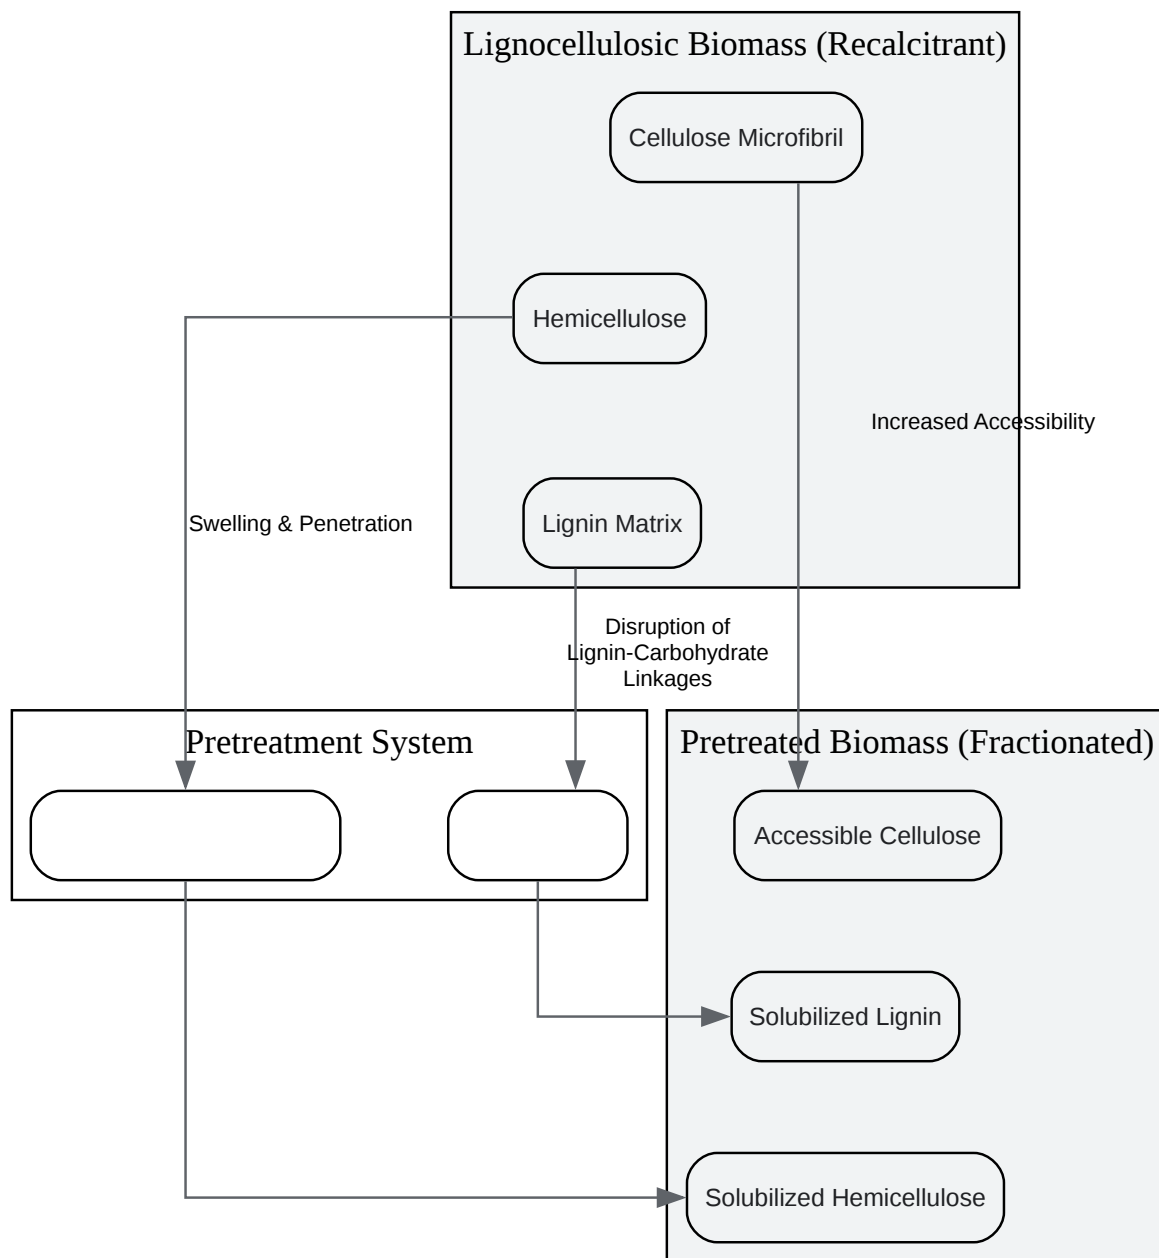 Lignocellulosic Biomass (Recalcitrant)
Cellulose Microfibril
Hemicellulose
Increased Accessibility
Lignin Matrix
Swelling & Penetration
Disruption of
Lignin-Carbohydrate
Linkages
Pretreatment System
Pretreated Biomass (Fractionated)
Accessible Cellulose
Solubilized Lignin
Solubilized Hemicellulose